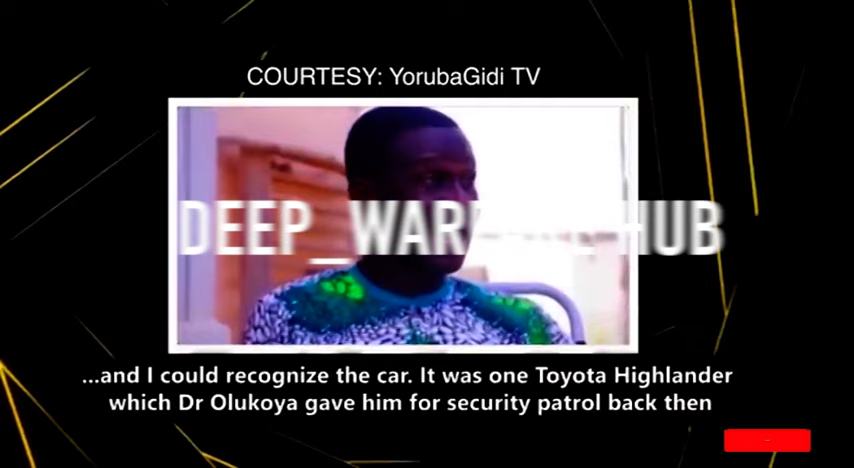 COURTESY: YorubaGidi TV
DEEP_WAR HUB
...and I could recognize the car. It was one Toyota Highlander
which Dr Olukoya gave him for security patrol back then